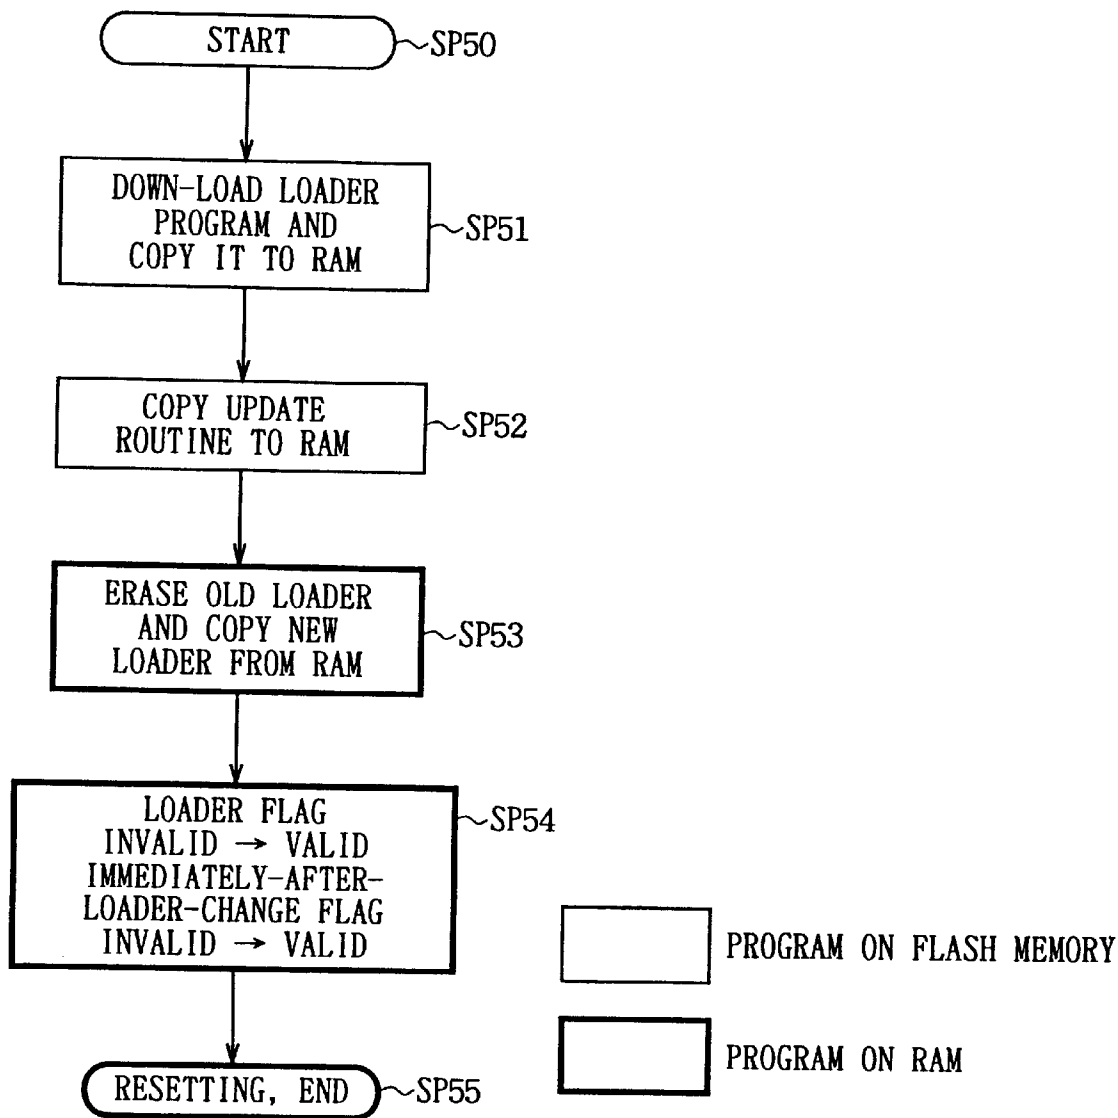 START
SP50
DOWN-LOAD LOADER
PROGRAM AND
COPY IT TO RAM
SP51
COPY UPDATE
ROUTINE TO RAM
SP52
ERASE OLD LOADER
AND COPY NEW
LOADER FROM RAM
SP53
LOADER FLAG
INVALID → VALID
IMMEDIATELY-AFTER-
LOADER-CHANGE FLAG
INVALID → VALID
SP54
RESETTING, END
SP55
PROGRAM ON FLASH MEMORY
PROGRAM ON RAM